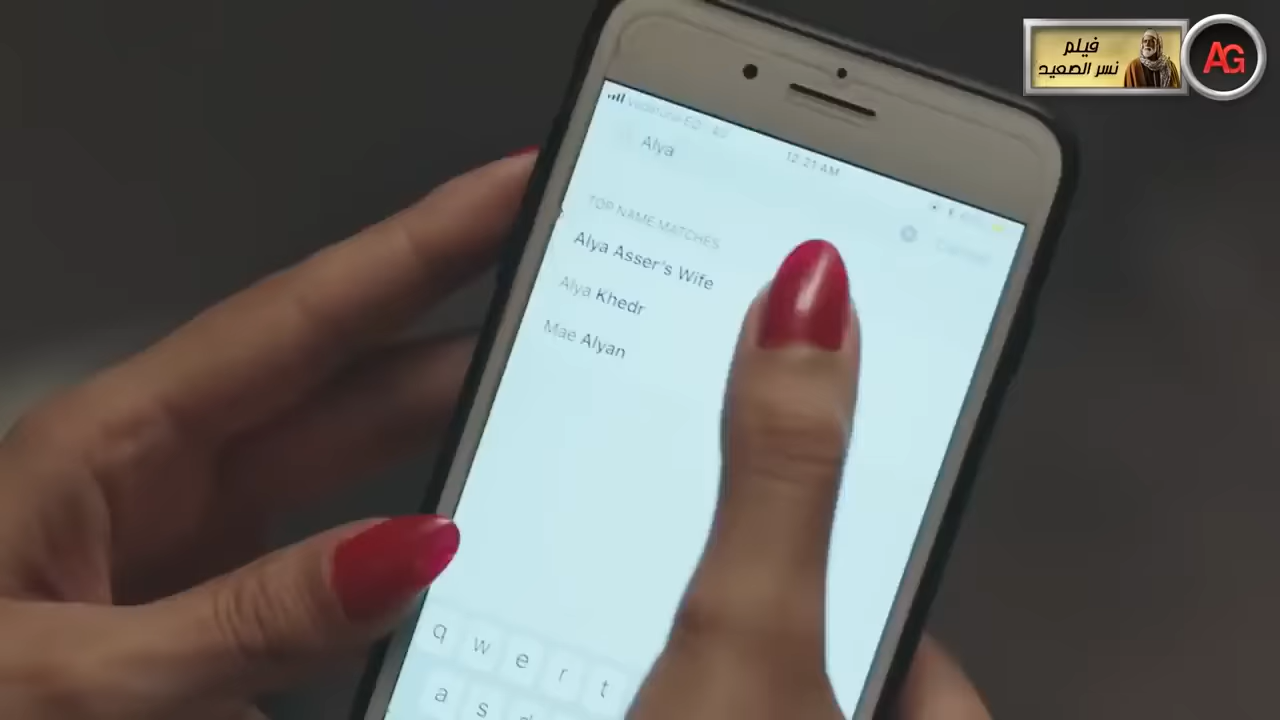 فيلم
نسر الصعيد
AG
Alya
12:21 AM
TOP NAME MATCHES
Alya Asser's Wife
Alya Khedr
Mae Alyan
q w e r t
a s d